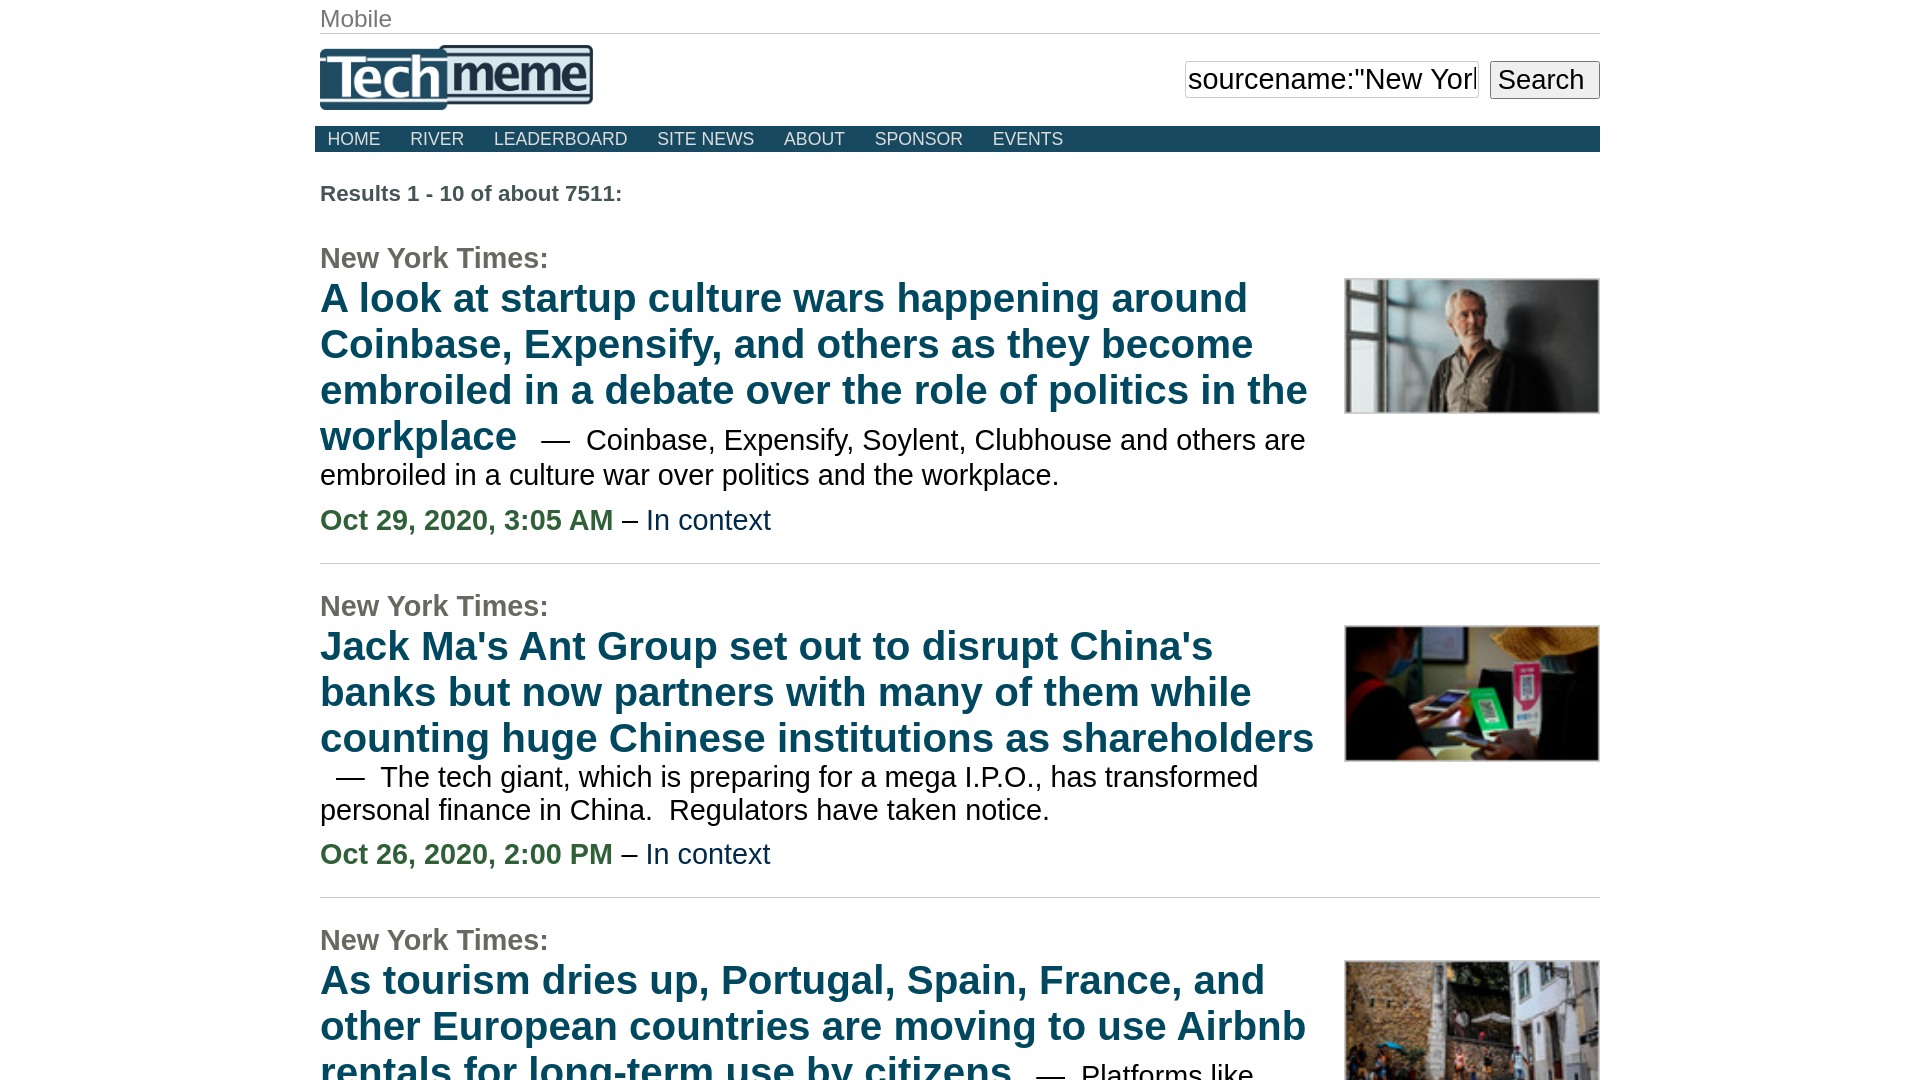 Mobile
Techmeme
sourcename:"New Yor
Search
HOME RIVER LEADERBOARD SITE NEWS ABOUT SPONSOR EVENTS
Results 1 - 10 of about 7511:
New York Times:
A look at startup culture wars happening around
Coinbase, Expensify, and others as they become
embroiled in a debate over the role of politics in the
workplace — Coinbase, Expensify, Soylent, Clubhouse and others are
embroiled in a culture war over politics and the workplace.
Oct 29, 2020, 3:05 AM – In context
New York Times:
Jack Ma's Ant Group set out to disrupt China's
banks but now partners with many of them while
counting huge Chinese institutions as shareholders
— The tech giant, which is preparing for a mega I.P.O., has transformed
personal finance in China. Regulators have taken notice.
Oct 26, 2020, 2:00 PM – In context
New York Times:
As tourism dries up, Portugal, Spain, France, and
other European countries are moving to use Airbnb
rentals for long-term use by citizens — Platforms like